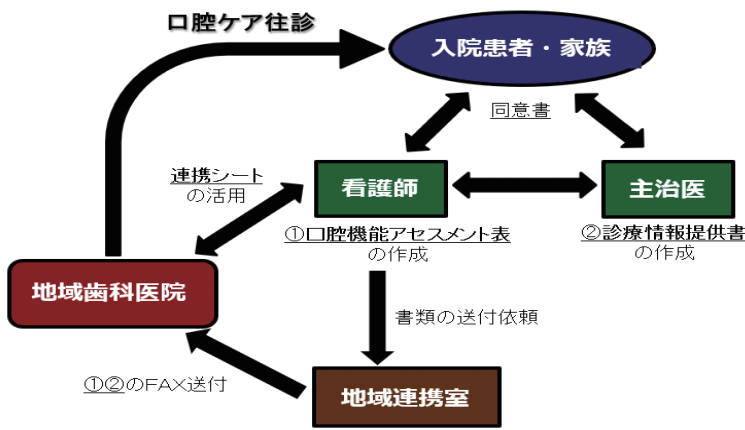 口腔ケア往診
入院患者・家族
同意書
連携シート
の活用
看護師
主治医
①口腔機能アセスメント表
の作成
②診療情報提供書
の作成
地域歯科医院
書類の送付依頼
①②のFAX送付
地域連携室